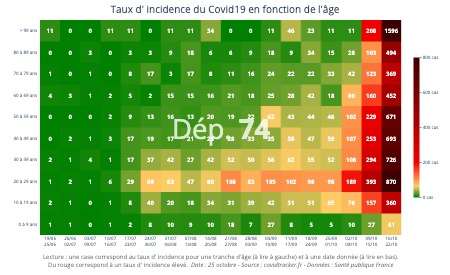 Taux d' incidence du Covid19 en fonction de l'âge
+ 90 ans 11 0 0 11 11 0 11 11 34 0 0 11 46 23 11 11 208 1596
80 à 89 ans 0 0 3 0 3 3 9 18 6 6 9 18 9 34 15 28 103 494
800 cas
70 à 79 ans 1 0 1 0 8 17 3 17 8 11 16 24 22 22 33 42 123 369
60 à 69 ans 4 3 1 2 5 2 15 15 16 21 18 25 28 42 18 88 160 452
50 à 59 ans 0 0 0 2 9 13 16 13 20 19 22 62 43 44 46 102 229 671
Dép. 74
40 à 49 ans 0 2 1 3 17 19 17 21 28 33 35 58 47 59 107 253 693
30 à 39 ans 1 2 4 1 17 37 42 27 42 52 50 56 62 55 52 108 294 726
200 cas
20 à 29 ans 1 2 1 6 29 69 63 47 60 108 83 105 102 98 98 189 393 870
0 cas
10 à 19 ans 2 1 0 1 8 40 20 18 34 31 39 42 51 51 65 76 157 360
0 à 9 ans 0 0 0 0 1 8 10 9 10 18 7 27 8 5 5 10 27 61
19/06 26/06 03/07 10/07 17/07 24/07 31/07 07/08 14/08 21/08 28/08 04/09 11/09 18/09 25/09 02/10 09/10 16/10
25/06 02/07 09/07 16/07 23/07 30/07 06/08 13/08 20/08 27/08 03/09 10/09 17/09 24/09 01/10 08/10 15/10 22/10
Lecture : une case correspond au taux d' incidence pour une tranche d'âge (à lire à gauche) et à une date donnée (à lire en bas).
Du rouge correspond à un taux d' incidence élevé. Date : 25 octobre - Source : covidtracker.fr - Données : Santé publique France